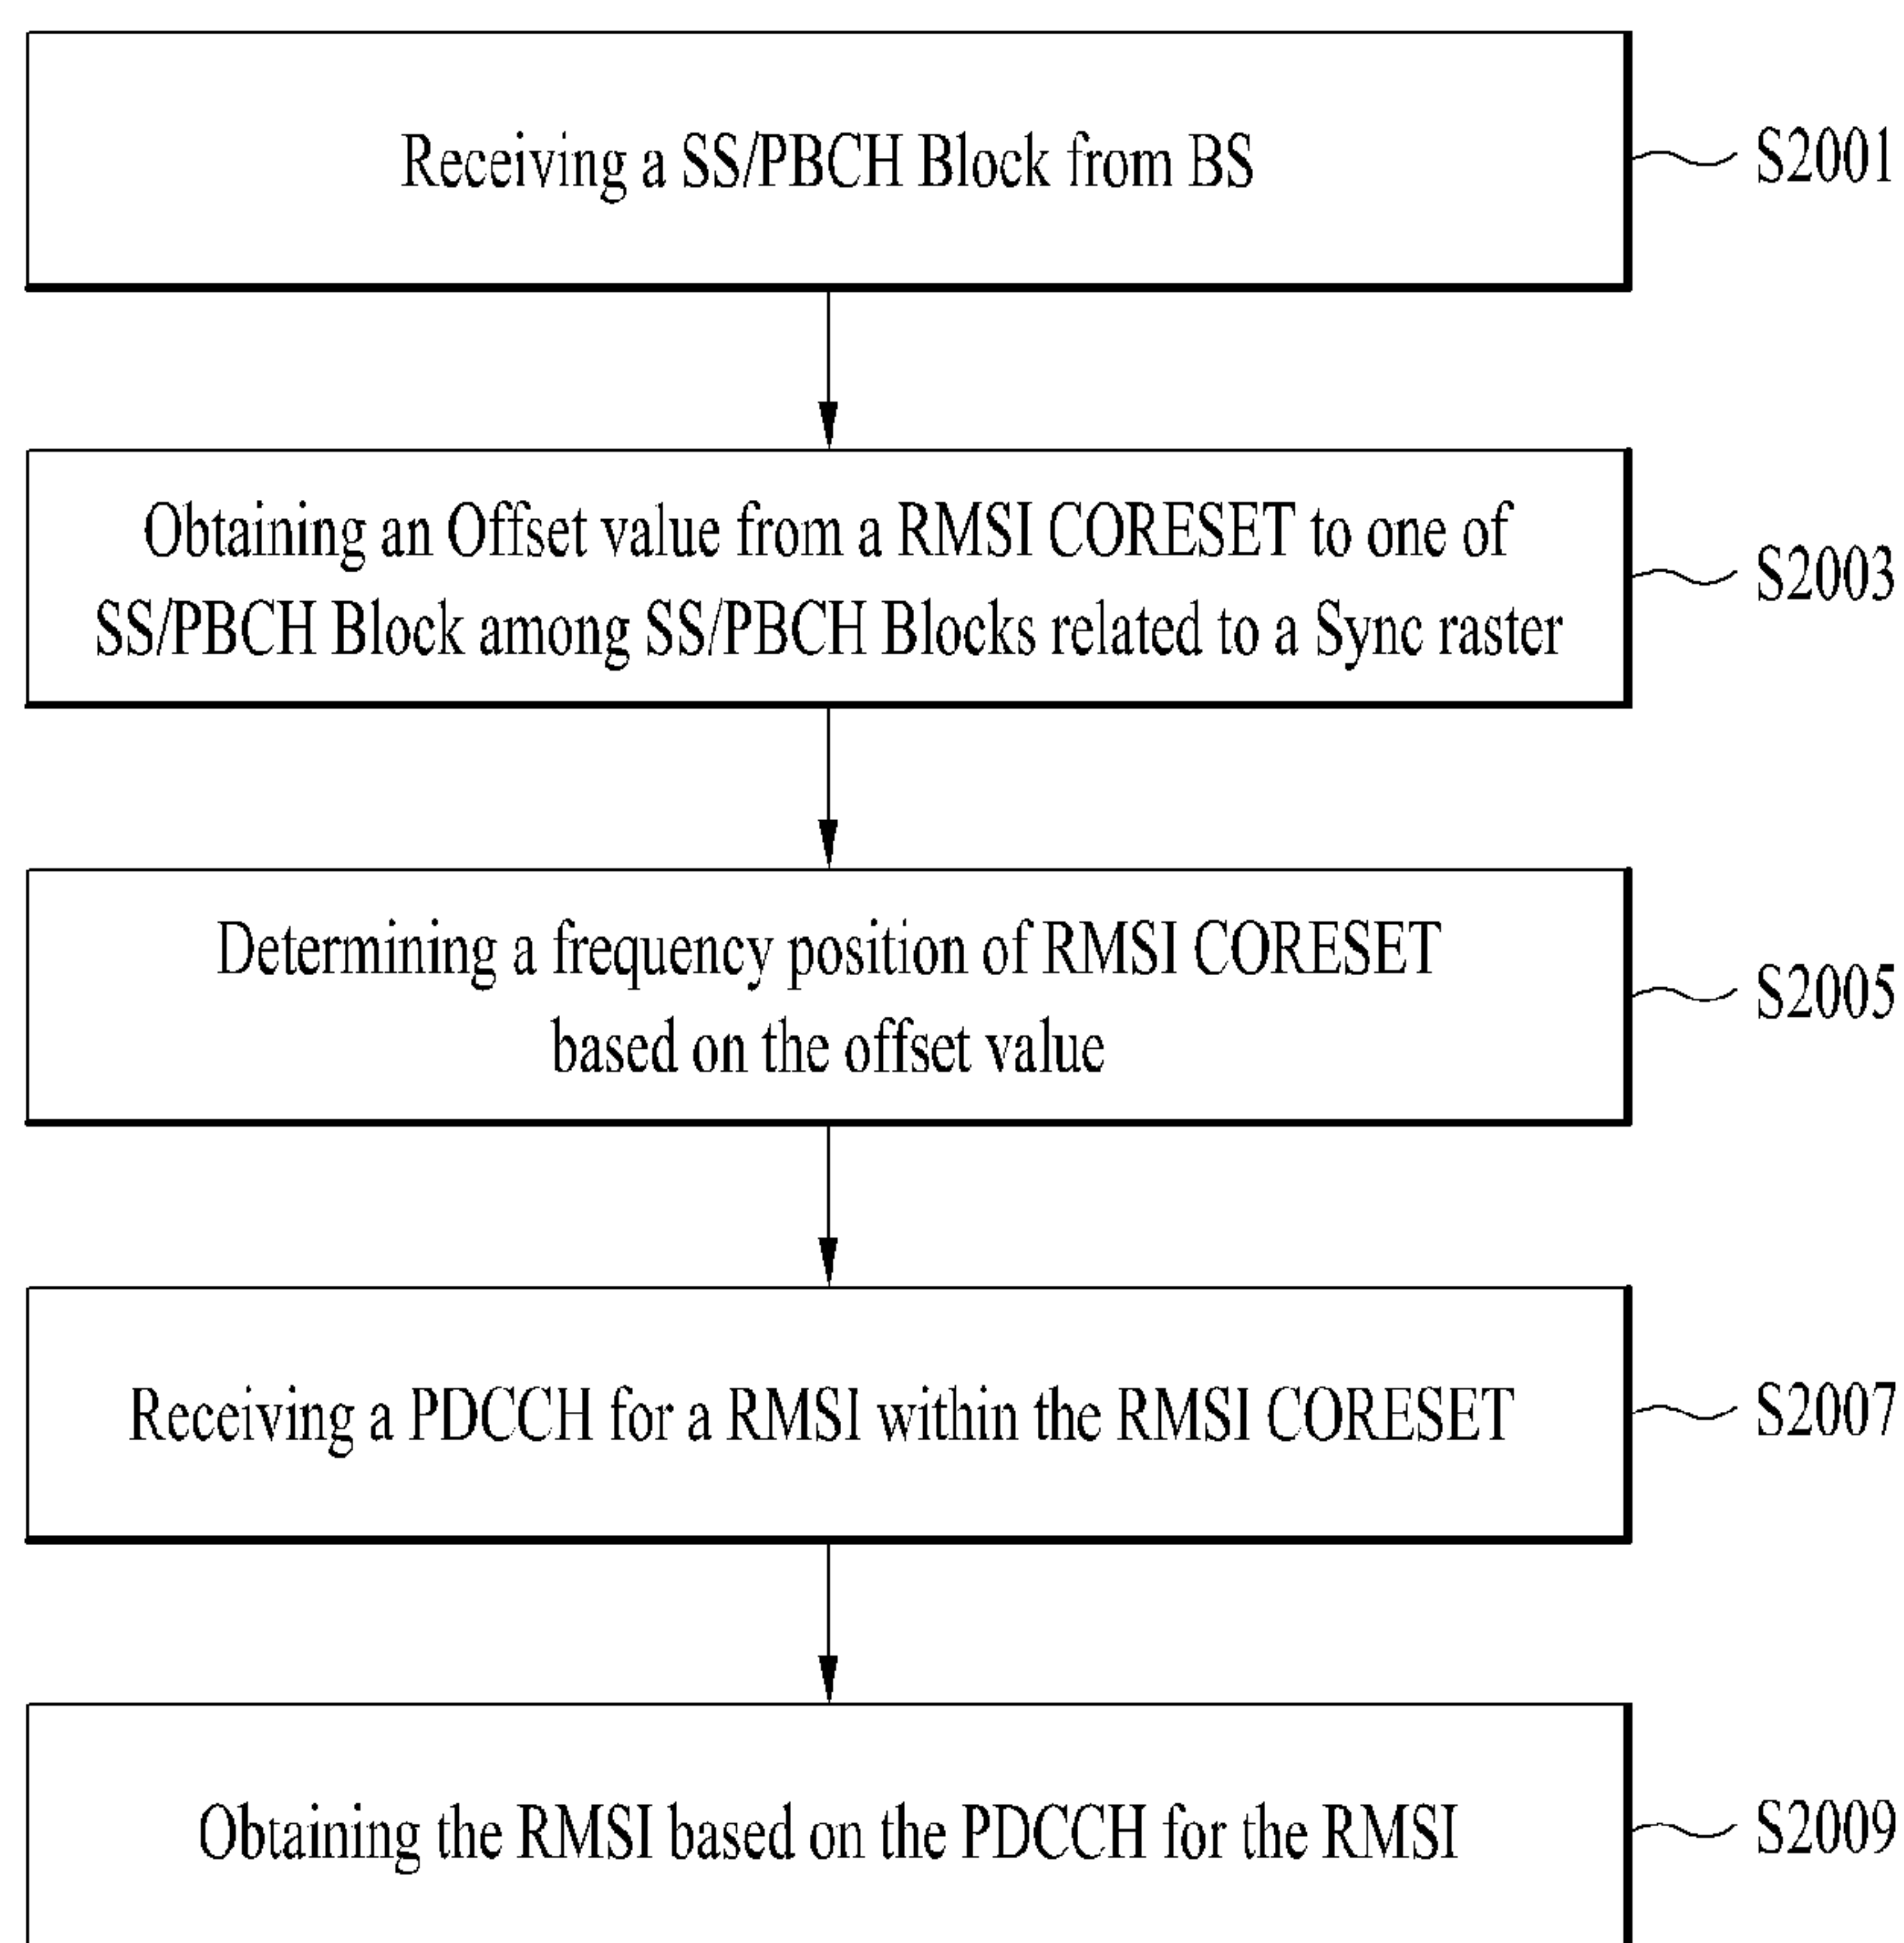 Receiving a SS/PBCH Block from BS
S2001
Obtaining an Offset value from a RMSI CORESET to one of
SS/PBCH Block among SS/PBCH Blocks related to a Sync raster
S2003
Determining a frequency position of RMSI CORESET
based on the offset value
S2005
Receiving a PDCCH for a RMSI within the RMSI CORESET
S2007
Obtaining the RMSI based on the PDCCH for the RMSI
S2009